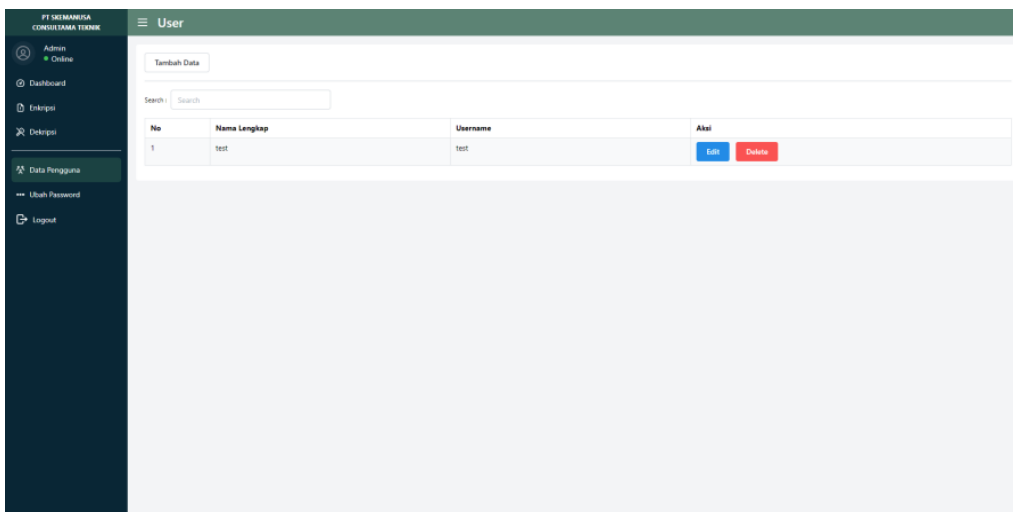 PT SKEMANUSA
CONSULTAMA TEKNIK
User
Admin
Online
Dashboard
Enkripsi
Dekripsi
Data Pengguna
Ubah Password
Logout
Tambah Data
Search : Search
No Nama Lengkap Username Aksi
1 test test Edit Delete